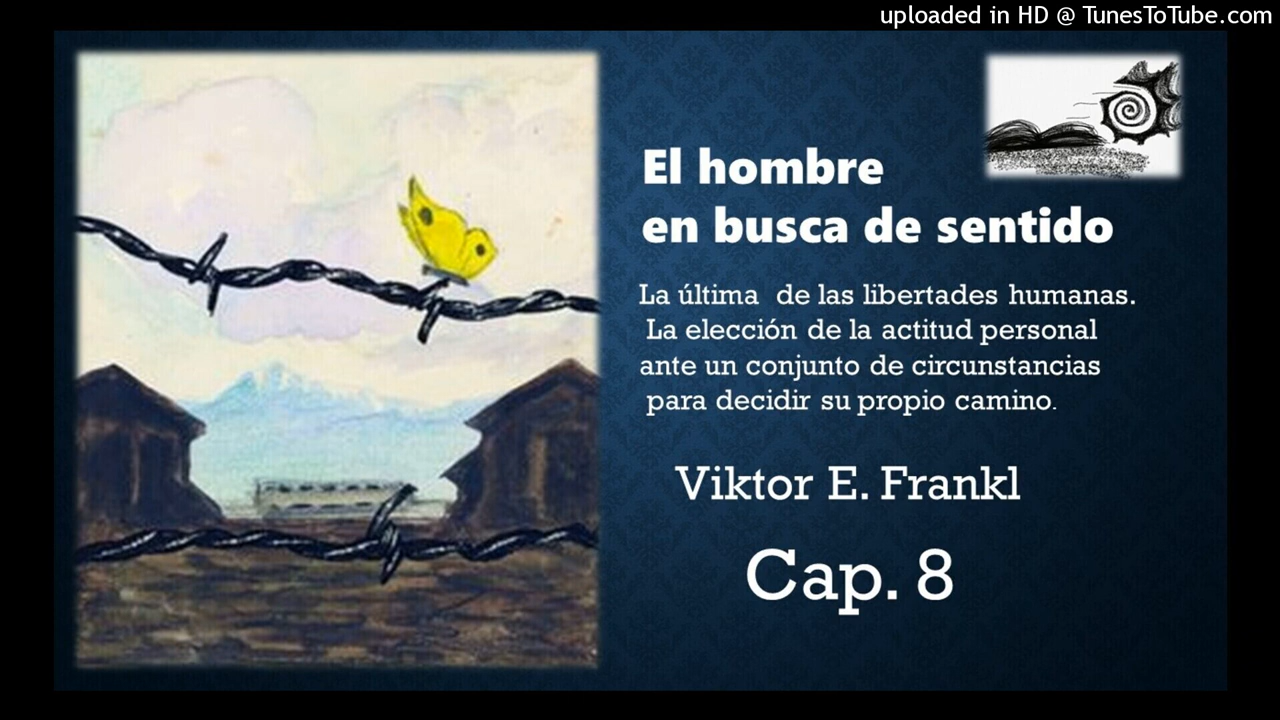 uploaded in HD @ TunesToTube.com
El hombre
en busca de sentido
La última de las libertades humanas.
La elección de la actitud personal
ante un conjunto de circunstancias
para decidir su propio camino.
Viktor E. Frankl
Cap. 8